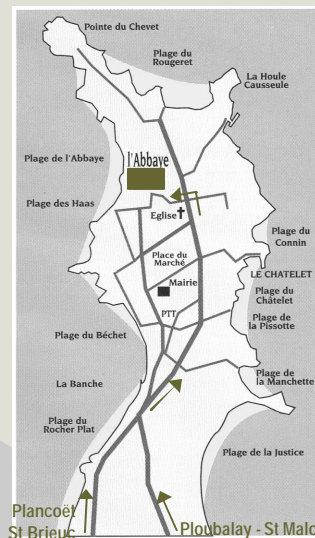 Pointe du Chevet
Plage du
Rougeret
La Houle
Causseule
Plage de l'Abbaye
l'Abbaye
Plage des Haas
Eglise
Plage du
Connin
Place du
Marché
LE CHATELET
Mairie
Plage du
Châtelet
PTT
Plage de
la Pissotte
Plage du Béchet
La Banche
Plage de
la Manchette
Plage du
Rocher Plat
Plage de la Justice
Plancoët
St Brieuc
Ploubalay - St Malo